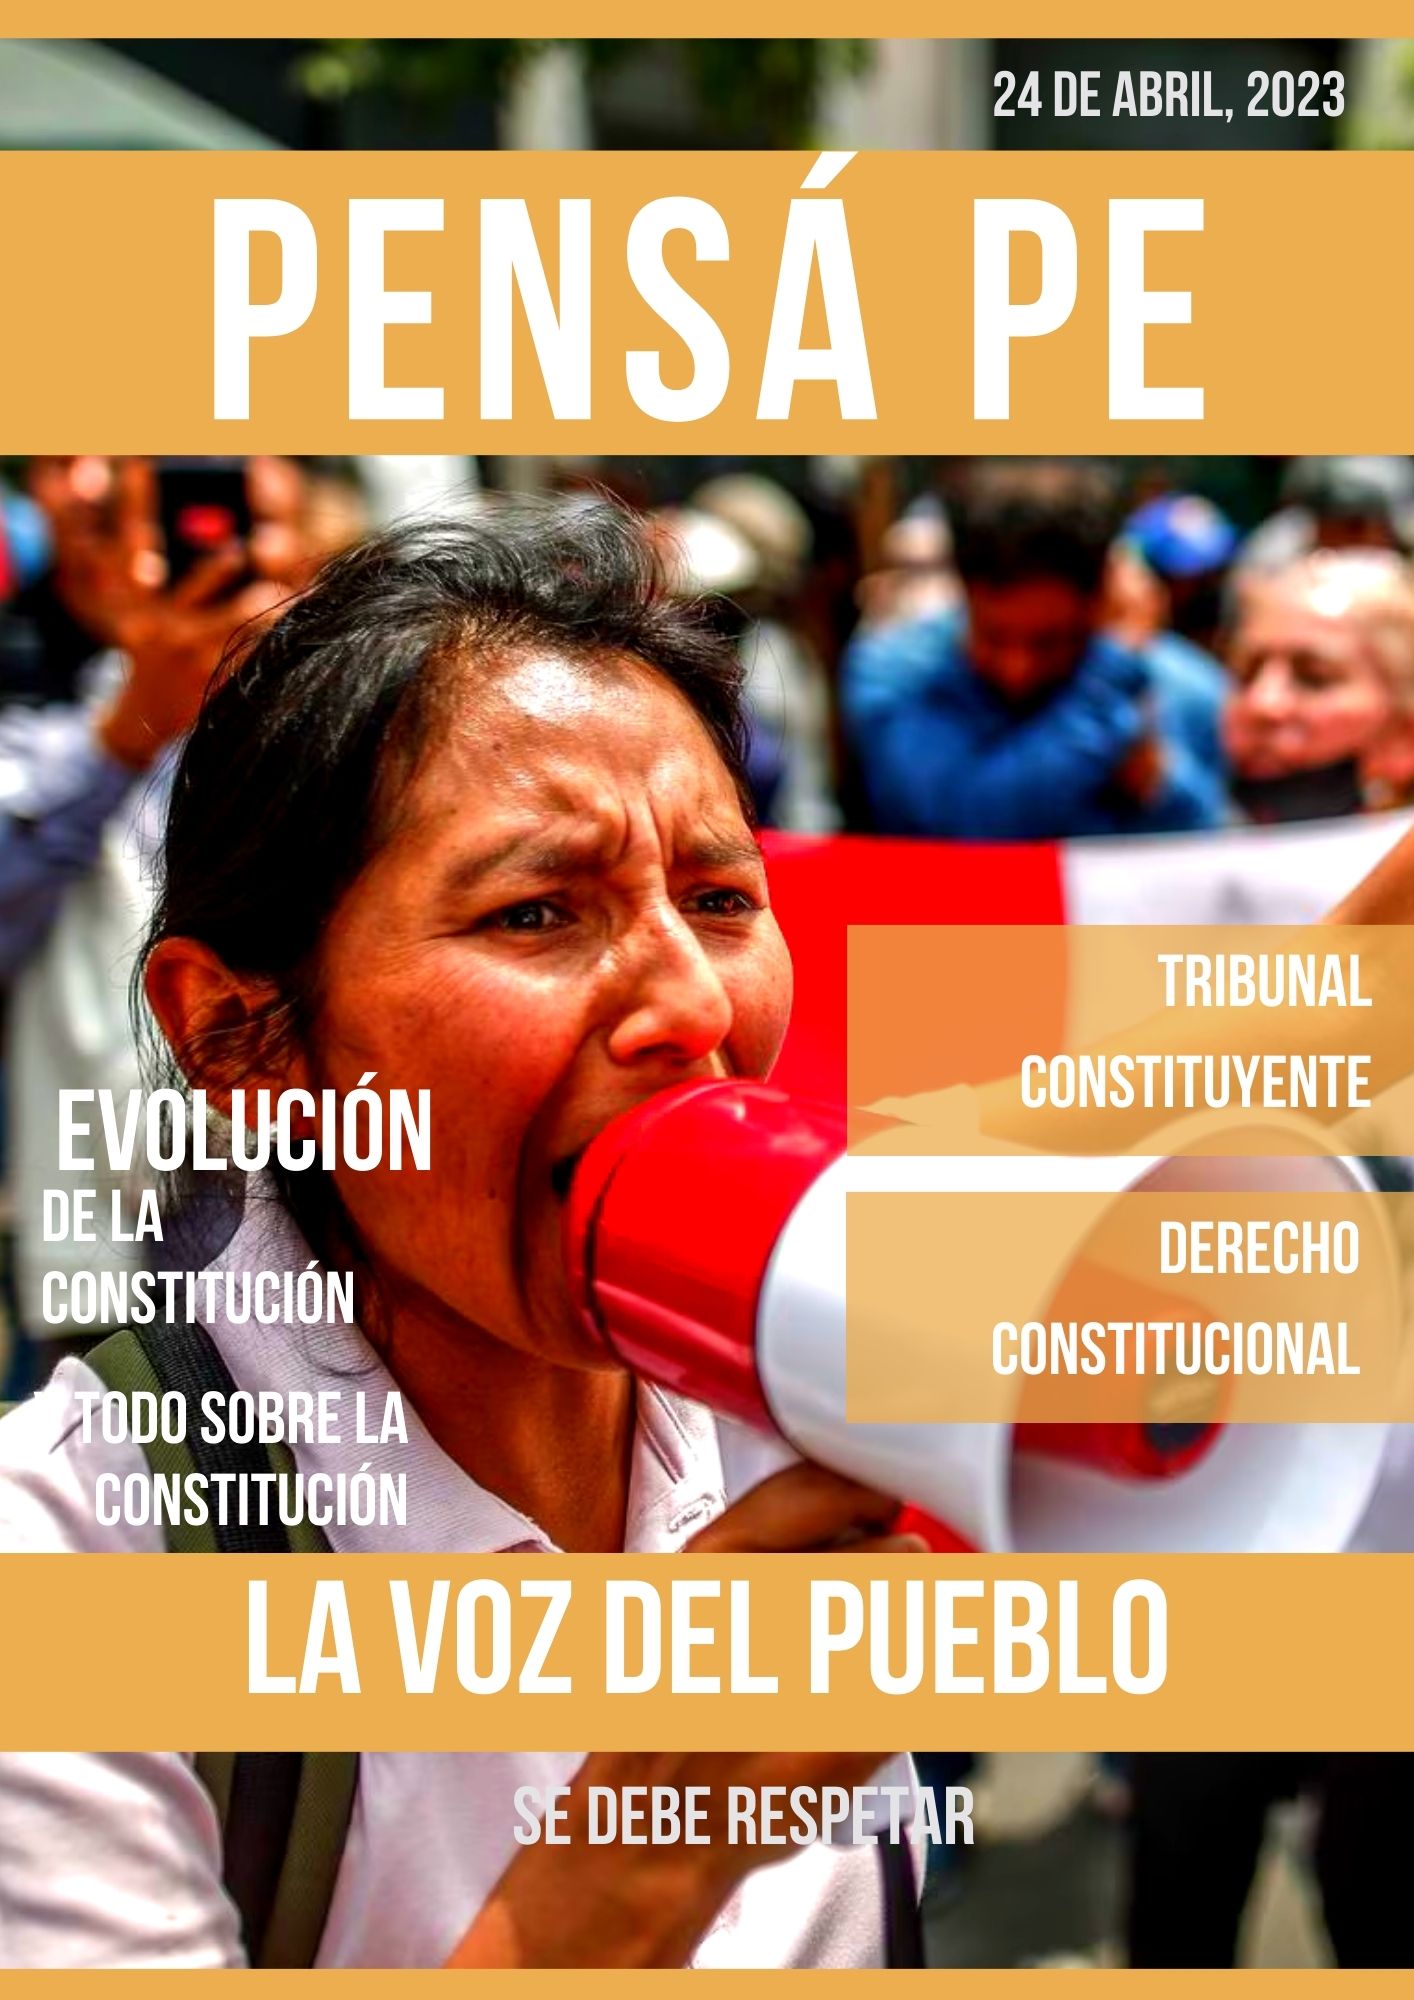 24 DE ABRIL, 2023
PENSÁ PE
TRIBUNAL
CONSTITUYENTE
EVOLUCIÓN
DE LA
CONSTITUCIÓN
DERECHO
CONSTITUCIONAL
Y TODO SOBRE LA
CONSTITUCIÓN
LA VOZ DEL PUEBLO
SE DEBE RESPETAR